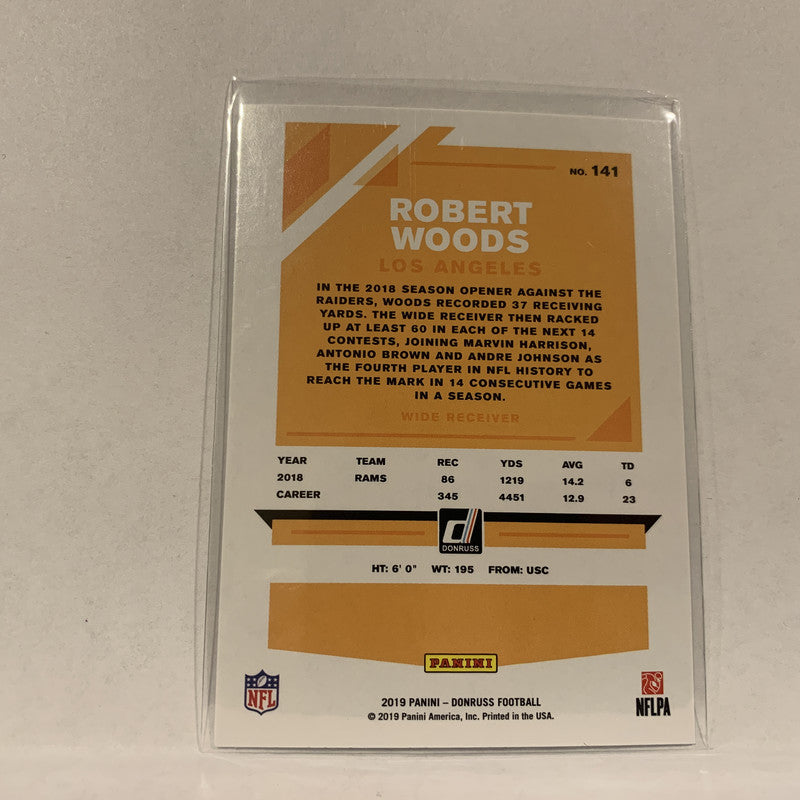 NO. 141
ROBERT
WOODS
LOS ANGELES
IN THE 2018 SEASON OPENER AGAINST THE
RAIDERS, WOODS RECORDED 37 RECEIVING
YARDS. THE WIDE RECEIVER THEN RACKED
UP AT LEAST 60 IN EACH OF THE NEXT 14
CONTESTS, JOINING MARVIN HARRISON,
ANTONIO BROWN AND ANDRE JOHNSON AS
THE FOURTH PLAYER IN NFL HISTORY TO
REACH THE MARK IN 14 CONSECUTIVE GAMES
IN A SEASON.
WIDE RECEIVER
YEAR TEAM REC YDS AVG TD
2018 RAMS 86 1219 14.2 6
CAREER 345 4451 12.9 23
d
DONRUSS
HT: 6' 0" WT: 195 FROM: USC
PANINI
NFL
NFLPA
2019 PANINI – DONRUSS FOOTBALL
© 2019 Panini America, Inc. Printed in the USA.